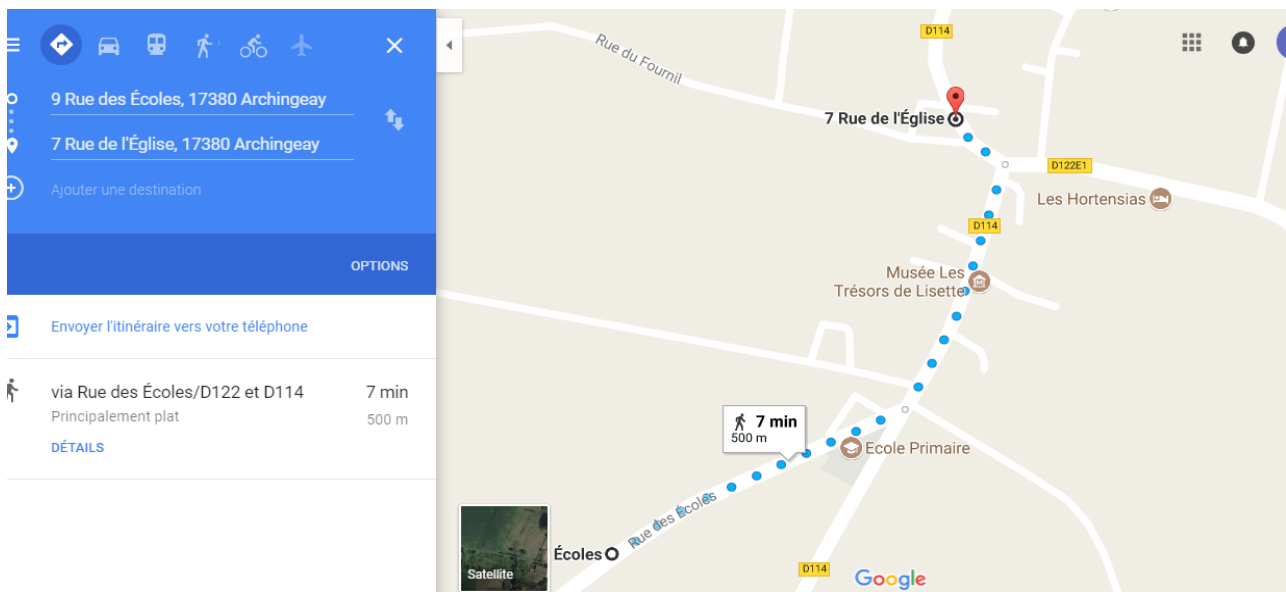 9 Rue des Écoles, 17380 Archingeay
7 Rue de l'Église, 17380 Archingeay
Ajouter une destination
OPTIONS
Envoyer l'itinéraire vers votre téléphone
via Rue des Écoles/D122 et D114
7 min
Principalement plat
500 m
DÉTAILS
D114
Rue du Fournil
7 Rue de l'Église
D122E1
Les Hortensias
D114
Musée Les
Trésors de Lisette
7 min
500 m
Ecole Primaire
Rue des Écoles
Écoles
Satellite
D114
Google